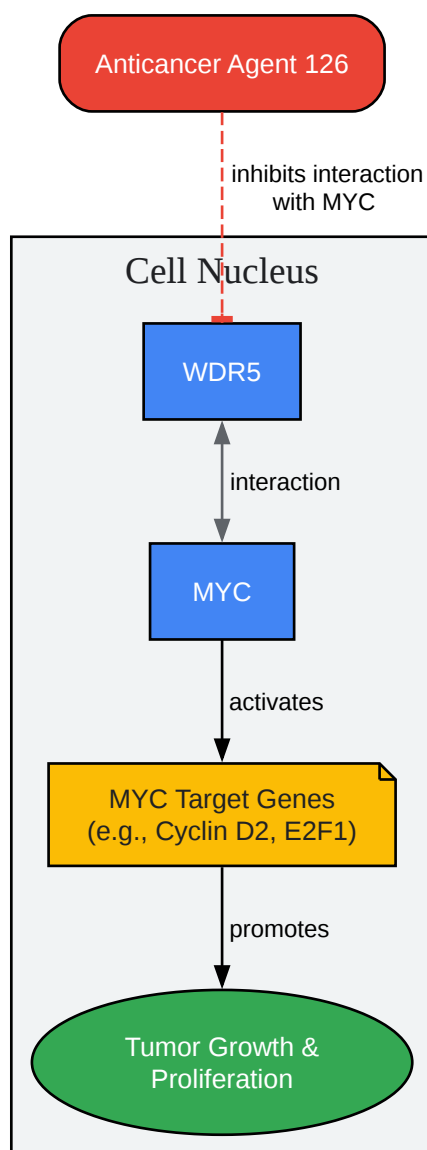 Anticancer Agent 126
inhibits interaction
with MYC
Cell Nucleus
WDR5
interaction
MYC
activates
MYC Target Genes
(e.g., Cyclin D2, E2F1)
promotes
Tumor Growth &
Proliferation